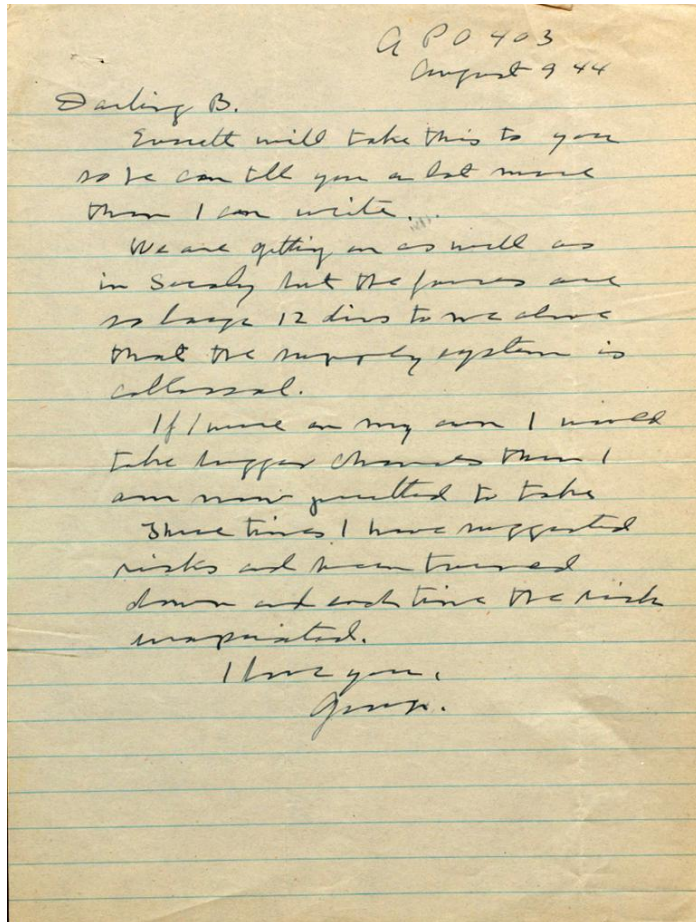 A P O 403
August 9 44
Darling B.
Everett will take this to you
so he can tell you a lot more
than I can write.
We are getting on as well as
in Sicaly but the forces are
so large 12 divs to me alone
that the supply system is
collossal.
If I were on my own I would
take bigger chances than I
am now permitted to take
Three times I have suggested
risks and been turned
down and each time the risk
was
I love you.
George.